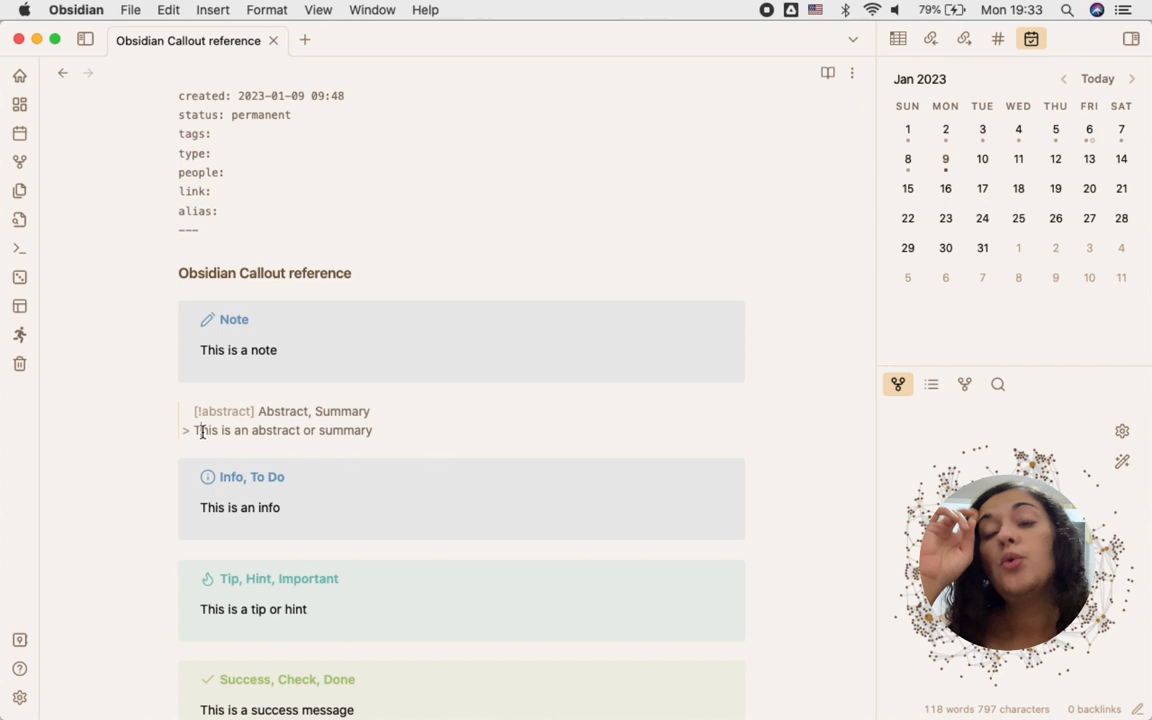 Obsidian File Edit Insert Format View Window Help 79% Mon 19:33
Obsidian Callout reference
created: 2023-01-09 09:48
status: permanent
tags:
type:
people:
link:
alias:
---
Obsidian Callout reference
Note
This is a note
[!abstract] Abstract, Summary
> This is an abstract or summary
Info, To Do
This is an info
Tip, Hint, Important
This is a tip or hint
Success, Check, Done
This is a success message
Jan 2023 Today
SUN MON TUE WED THU FRI SAT
1 2 3 4 5 6 7
8 9 10 11 12 13 14
15 16 17 18 19 20 21
22 23 24 25 26 27 28
29 30 31 1 2 3 4
5 6 7 8 9 10 11
118 words 797 characters 0 backlinks